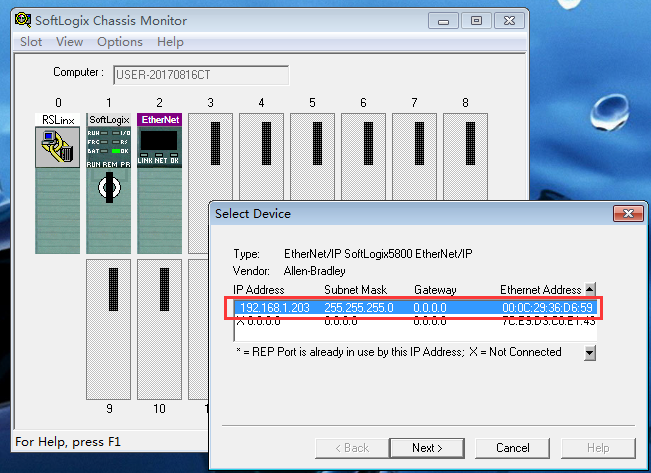 SoftLogix Chassis Monitor
Slot View Options Help
Computer : USER-20170816CT
0 1 2 3 4 5 6 7 8
RSLinx SoftLogix EtherNet
RUN I/O
FRC RS
BAT OK
RUN REM PR
LINK NET OK
9 10
For Help, press F1
Select Device
Type: EtherNet/IP SoftLogix5800 EtherNet/IP
Vendor: Allen-Bradley
IP Address Subnet Mask Gateway Ethernet Address
192.168.1.203 255.255.255.0 0.0.0.0 00:0C:29:36:D6:59
X 0.0.0.0 0.0.0.0 0.0.0.0 7C:E9:D3:C0:E1:43
* = REP Port is already in use by this IP Address; X = Not Connected
< Back Next > Cancel Help